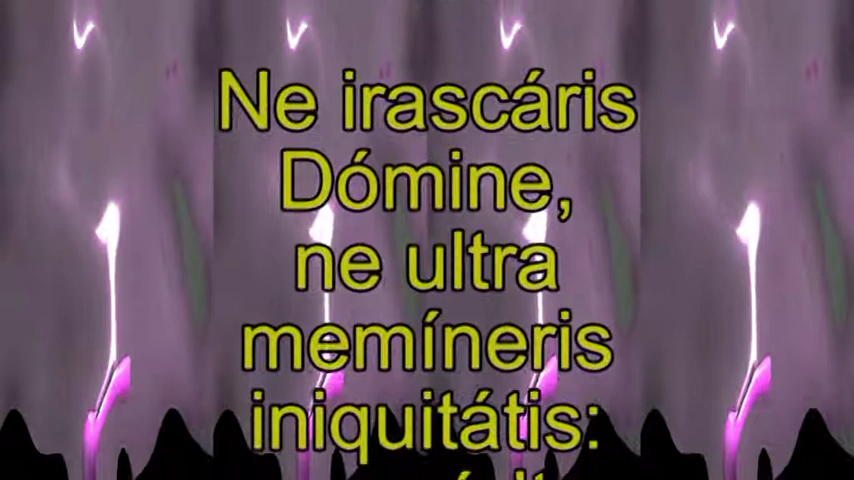 Ne irascáris
Dómine,
ne ultra
memíneris
iniquitátis: